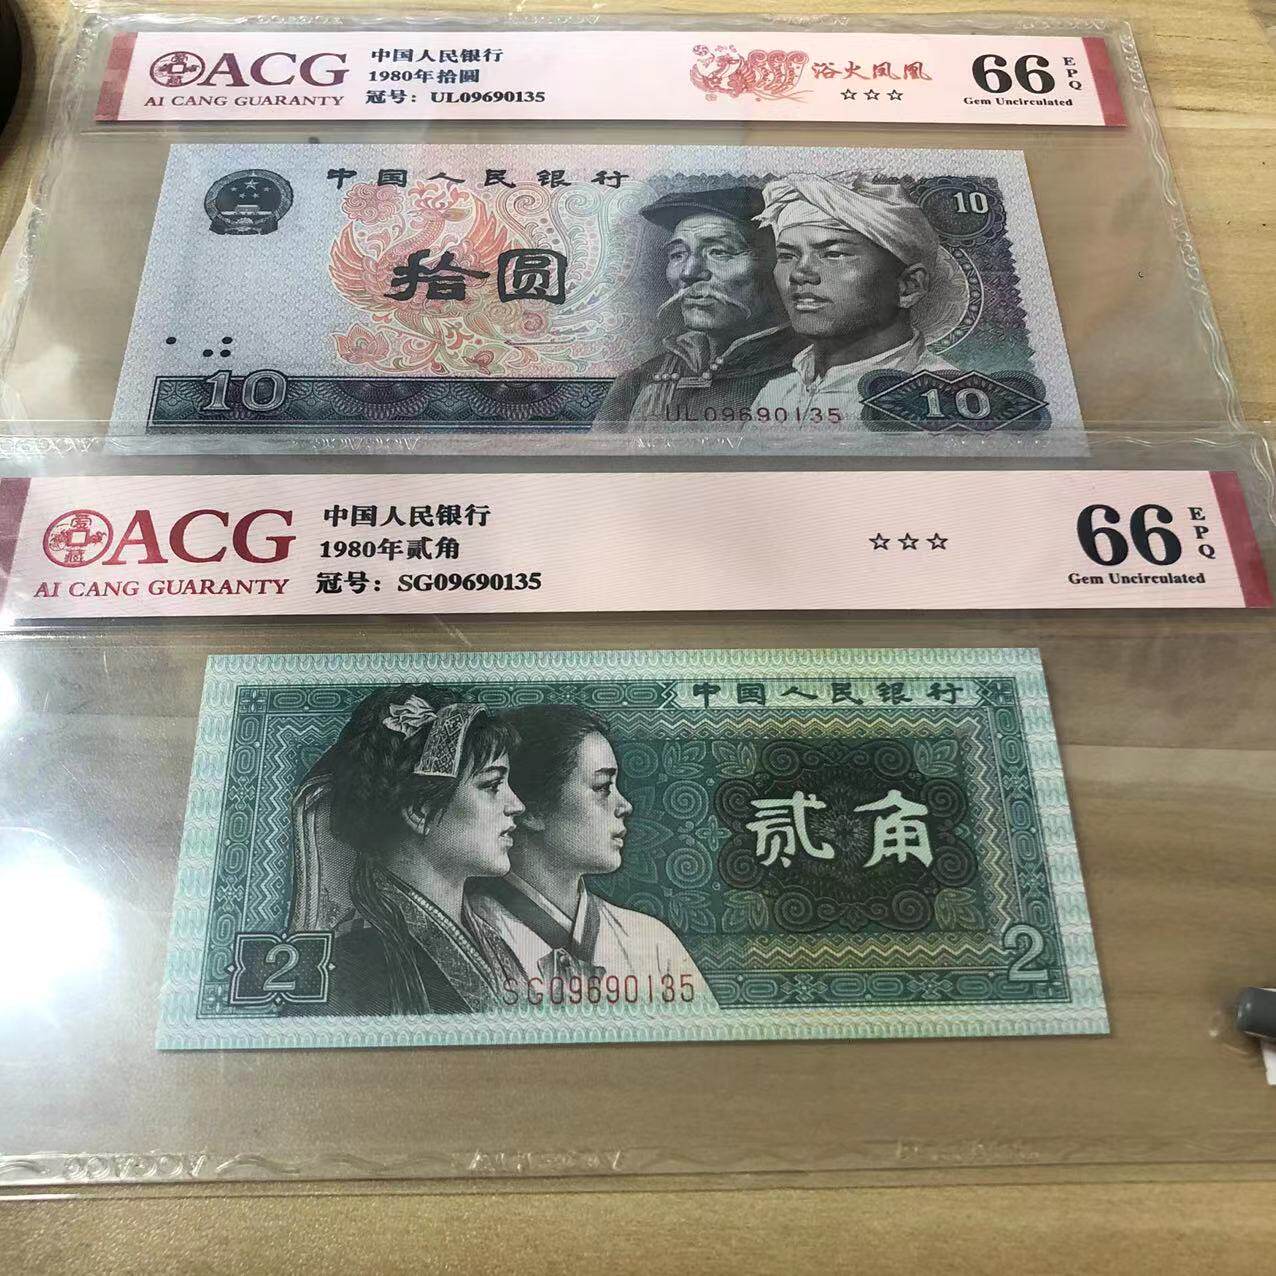 ACG
AI CANG GUARANTY
中国人民银行
1980年拾圆
冠号：UL09690135
浴火凤凰
☆☆☆
66
EPQ
Gem Uncirculated
中国人民银行
10
拾圆
10
UL09690135
10
ACG
AI CANG GUARANTY
中国人民银行
1980年贰角
冠号：SG09690135
☆☆☆
66
EPQ
Gem Uncirculated
中国人民银行
贰角
2
2
SG09690135